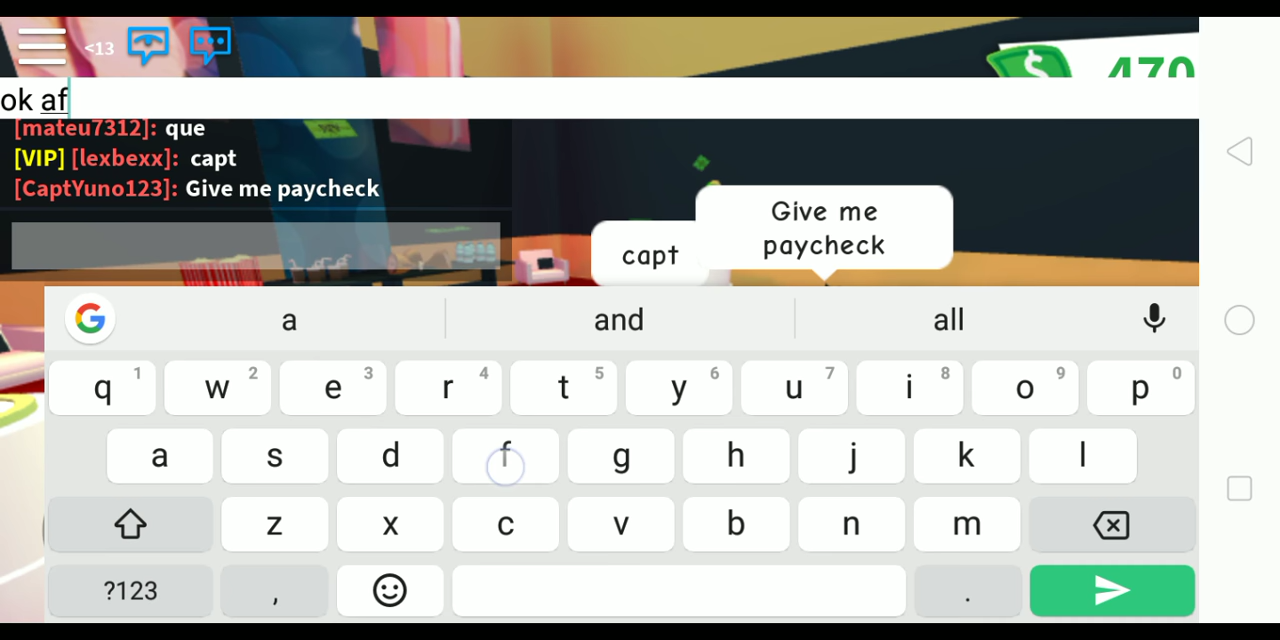 <13
470
ok af
[mateu7312]: que
[VIP] [lexbexx]: capt
[CaptYuno123]: Give me paycheck
capt
Give me
paycheck
a and all
q 1 w 2 e 3 r 4 t 5 y 6 u 7 i 8 o 9 p 0
a s d f g h j k l
z x c v b n m
?123 , .